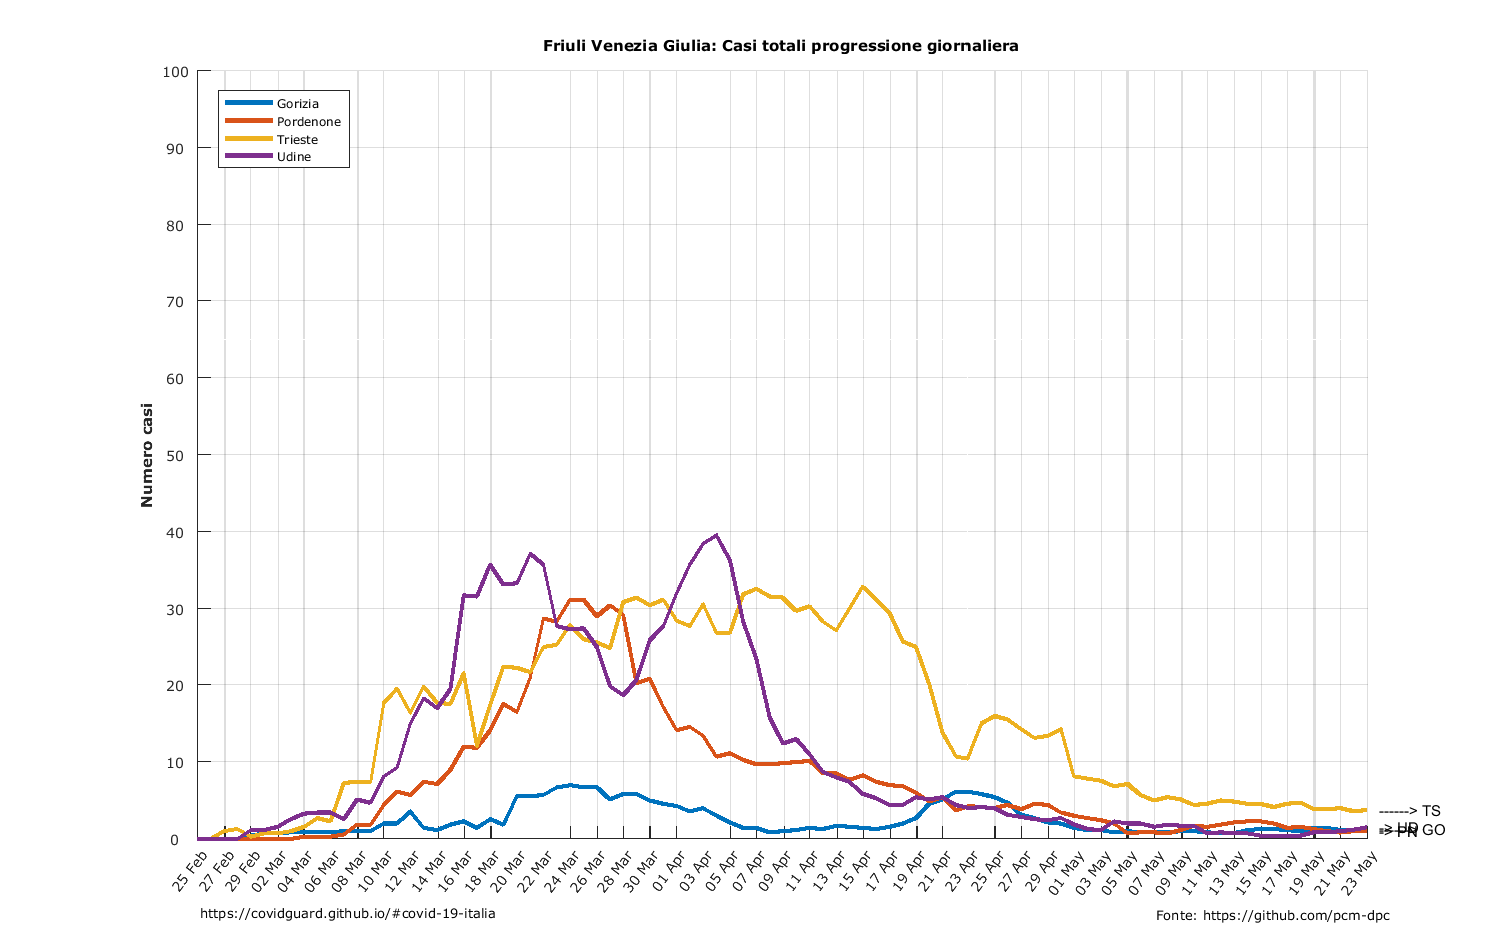 Friuli Venezia Giulia: Casi totali progressione giornaliera
Numero casi
100
90
80
70
60
50
40
30
20
10
0
Gorizia
Pordenone
Trieste
Udine
25 Feb
27 Feb
29 Feb
02 Mar
04 Mar
06 Mar
08 Mar
10 Mar
12 Mar
14 Mar
16 Mar
18 Mar
20 Mar
22 Mar
24 Mar
26 Mar
28 Mar
30 Mar
01 Apr
03 Apr
05 Apr
07 Apr
09 Apr
11 Apr
13 Apr
15 Apr
17 Apr
19 Apr
21 Apr
23 Apr
25 Apr
27 Apr
29 Apr
01 May
03 May
05 May
07 May
09 May
11 May
13 May
15 May
17 May
19 May
21 May
23 May
------> TS
GO
https://covidguard.github.io/#covid-19-italia
Fonte: https://github.com/pcm-dpc